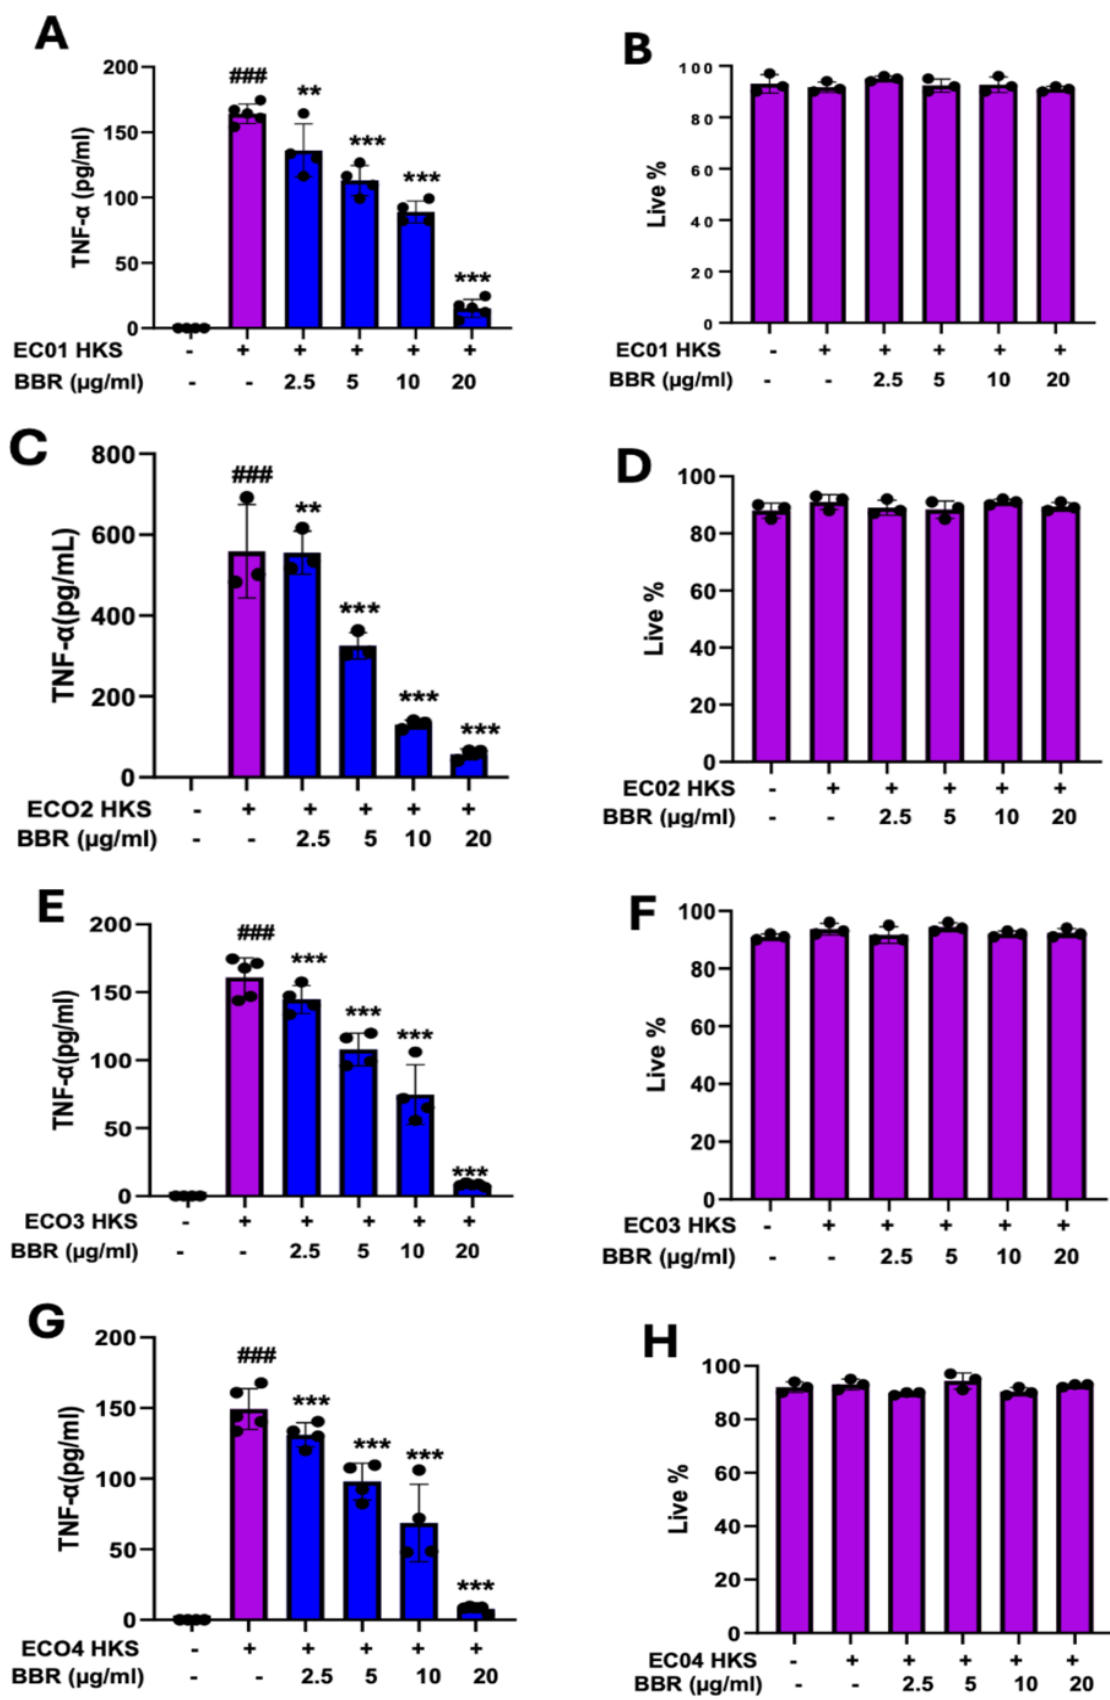 A
200
150
100
50
0
TNF-α (pg/ml)
###
**
***
***
***
EC01 HKS - + + + + +
BBR (µg/ml) - - 2.5 5 10 20
B
100
80
60
40
20
0
Live %
EC01 HKS - + + + + +
BBR (µg/ml) - - 2.5 5 10 20
C
800
600
400
200
0
TNF-α(pg/mL)
###
**
***
***
***
ECO2 HKS - + + + + +
BBR (µg/ml) - - 2.5 5 10 20
D
100
80
60
40
20
0
Live %
EC02 HKS - + + + + +
BBR (µg/ml) - - 2.5 5 10 20
E
200
150
100
50
0
TNF-α(pg/ml)
###
***
***
***
***
ECO3 HKS - + + + + +
BBR (µg/ml) - - 2.5 5 10 20
F
100
80
60
40
20
0
Live %
EC03 HKS - + + + + +
BBR (µg/ml) - - 2.5 5 10 20
G
200
150
100
50
0
TNF-α(pg/ml)
###
***
***
***
***
ECO4 HKS - + + + + +
BBR (µg/ml) - - 2.5 5 10 20
H
100
80
60
40
20
0
Live %
EC04 HKS - + + + + +
BBR (µg/ml) - - 2.5 5 10 20